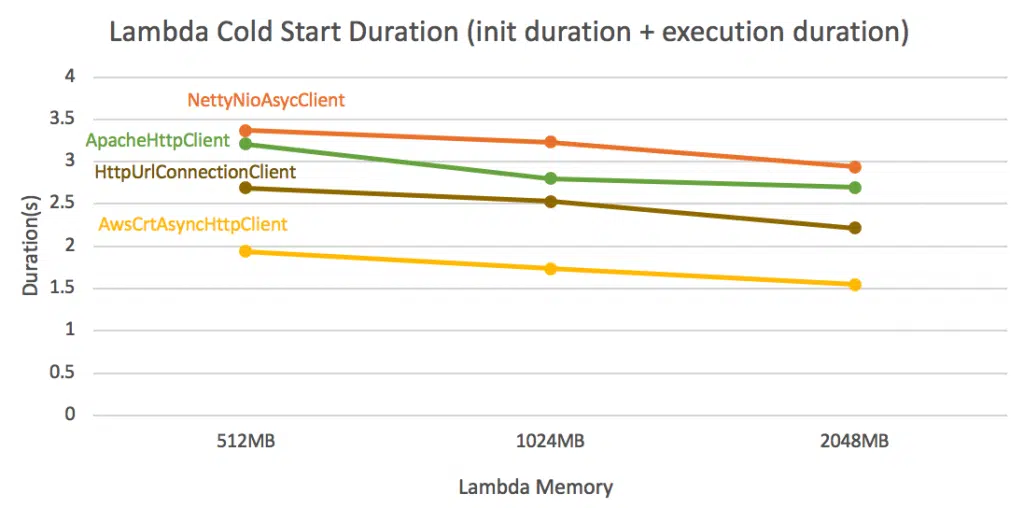 Lambda Cold Start Duration (init duration + execution duration)
4
3.5
3
2.5
2
1.5
1
0.5
0
Duration(s)
NettyNioAsycClient
ApacheHttpClient
HttpUrlConnectionClient
AwsCrtAsyncHttpClient
512MB
1024MB
2048MB
Lambda Memory